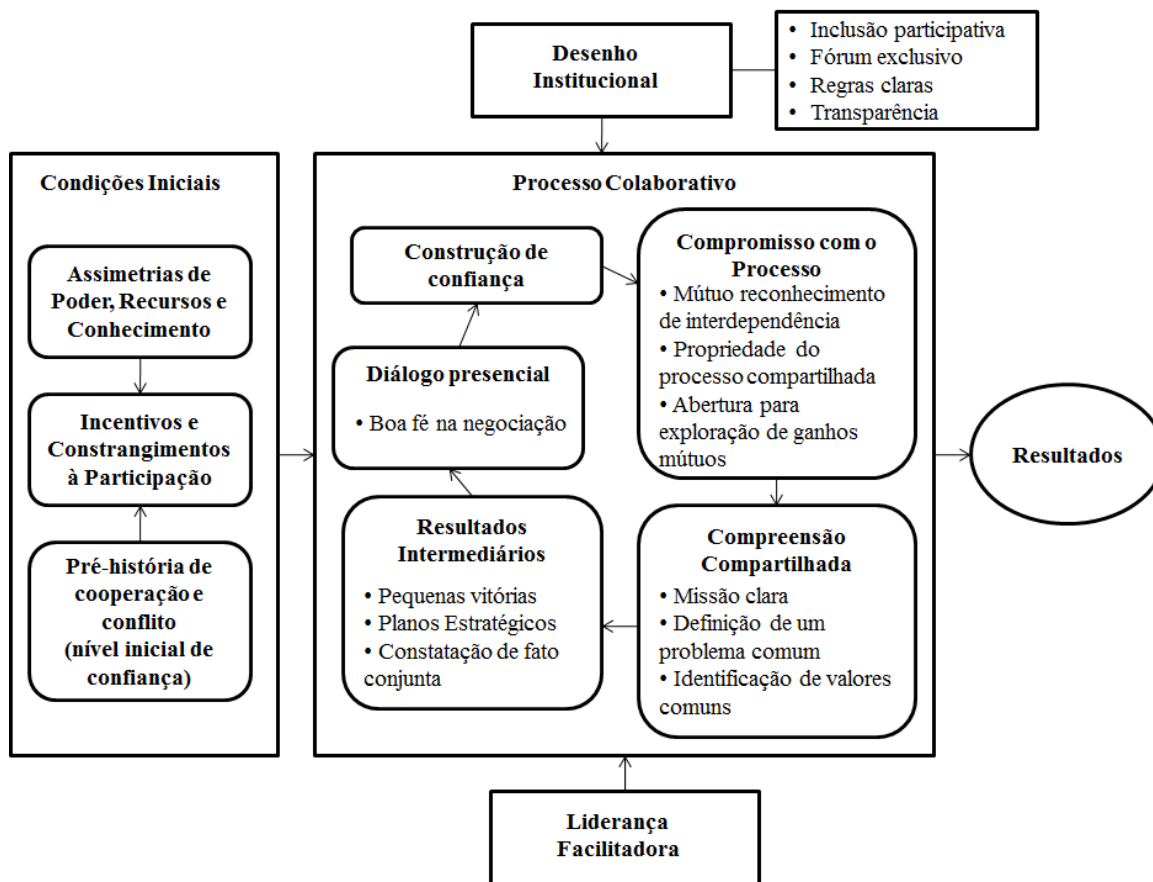 Desenho
Institucional
• Inclusão participativa
• Fórum exclusivo
• Regras claras
• Transparência
Condições Iniciais
Assimetrias de
Poder, Recursos e
Conhecimento
Incentivos e
Constrangimentos
à Participação
Pré-história de
cooperação e
conflito
(nível inicial de
confiança)
Processo Colaborativo
Construção de
confiança
Compromisso com o
Processo
• Mútuo reconhecimento
de interdependência
• Propriedade do
processo compartilhada
• Abertura para
exploração de ganhos
mútuos
Diálogo presencial
• Boa fé na negociação
Resultados
Intermediários
• Pequenas vitórias
• Planos Estratégicos
• Constatação de fato
conjunta
Compreensão
Compartilhada
• Missão clara
• Definição de um
problema comum
• Identificação de valores
comuns
Resultados
Liderança
Facilitadora